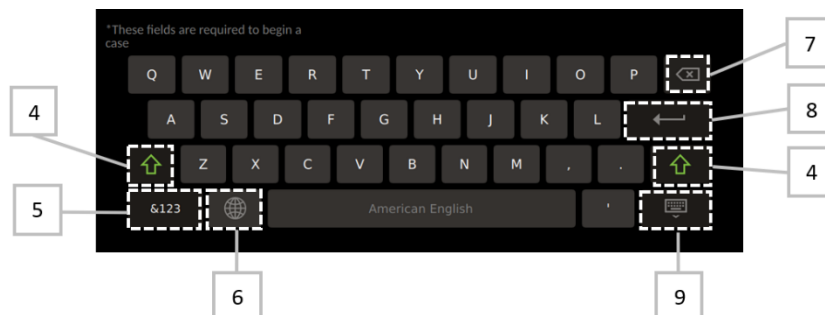 *These fields are required to begin a
case
7
Q W E R T Y U I O P
8
4
A S D F G H J K L
Z X C V B N M , .
4
5
&123 American English '
6
9